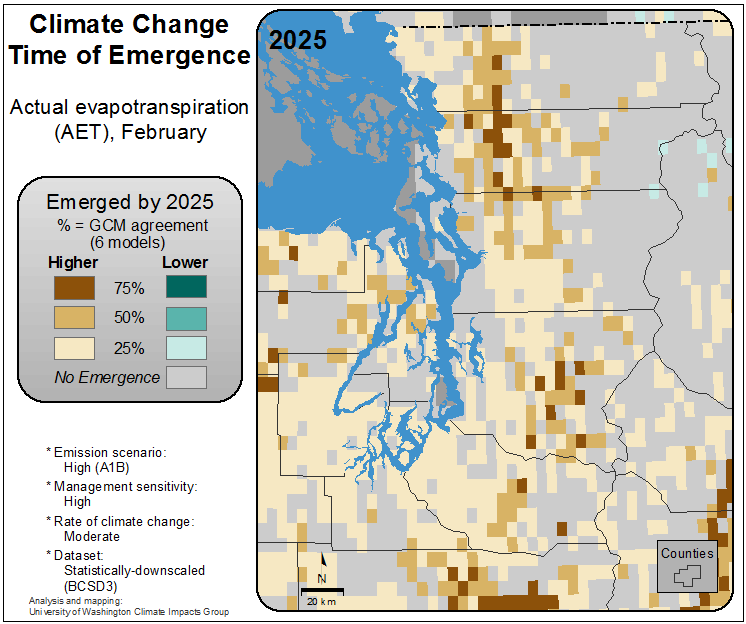 Climate Change
Time of Emergence
Actual evapotranspiration
(AET), February
Emerged by 2025
% = GCM agreement
(6 models)
Higher Lower
75%
50%
25%
No Emergence
* Emission scenario:
High (A1B)
* Management sensitivity:
High
* Rate of climate change:
Moderate
* Dataset:
Statistically-downscaled
(BCSD3)
Analysis and mapping:
University of Washington Climate Impacts Group
2025
N
20 km
Counties